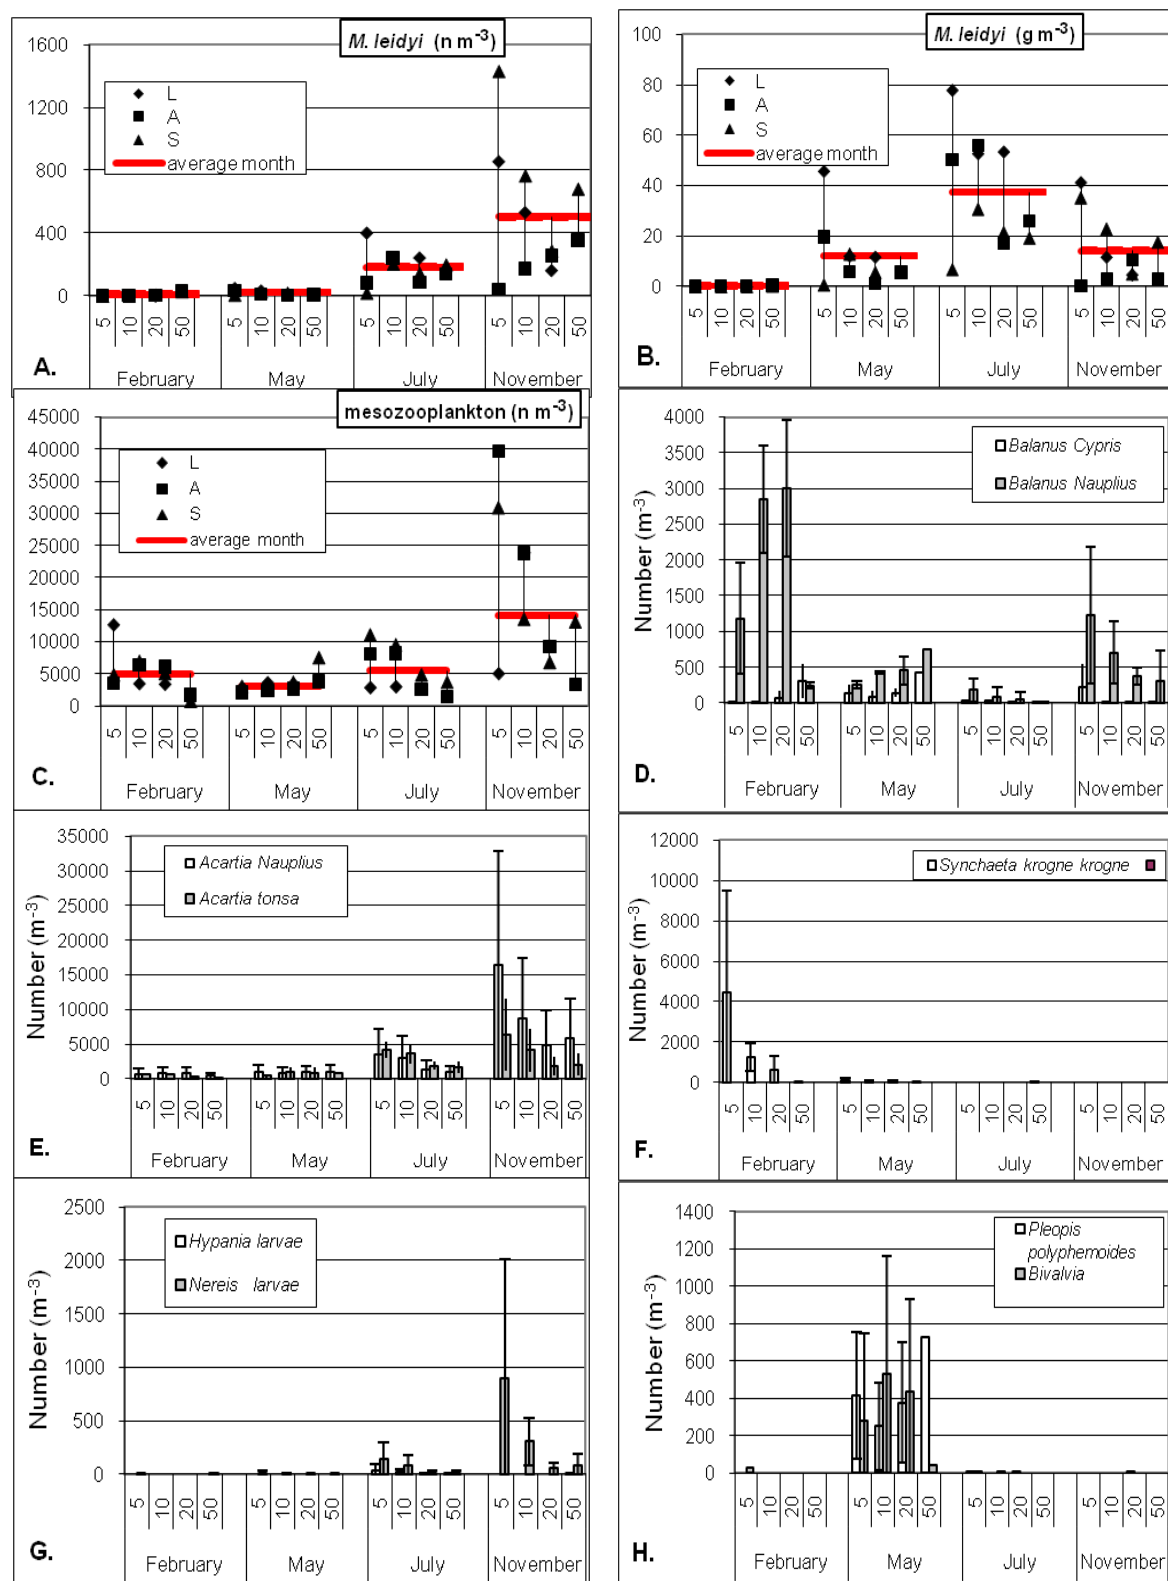 M. leidyi (n m-3)
1600
1200
800
400
0
L
A
S
average month
5 10 20 50 5 10 20 50 5 10 20 50 5 10 20 50
February May July November
A.
M. leidyi (g m-3)
100
80
60
40
20
0
L
A
S
average month
5 10 20 50 5 10 20 50 5 10 20 50 5 10 20 50
February May July November
B.
mesozooplankton (n m-3)
45000
40000
35000
30000
25000
20000
15000
10000
5000
0
L
A
S
average month
5 10 20 50 5 10 20 50 5 10 20 50 5 10 20 50
February May July November
C.
Number (m-3)
4000
3500
3000
2500
2000
1500
1000
500
0
Balanus Cypris
Balanus Nauplius
5 10 20 50 5 10 20 50 5 10 20 50 5 10 20 50
February May July November
D.
Number (m-3)
35000
30000
25000
20000
15000
10000
5000
0
Acartia Nauplius
Acartia tonsa
5 10 20 50 5 10 20 50 5 10 20 50 5 10 20 50
February May July November
E.
Number (m-3)
12000
10000
8000
6000
4000
2000
0
Synchaeta krogne krogne
5 10 20 50 5 10 20 50 5 10 20 50 5 10 20 50
February May July November
F.
Number (m-3)
2500
2000
1500
1000
500
0
Hypania larvae
Nereis larvae
5 10 20 50 5 10 20 50 5 10 20 50 5 10 20 50
February May July November
G.
Number (m-3)
1400
1200
1000
800
600
400
200
0
Pleopis
polyphemoides
Bivalvia
5 10 20 50 5 10 20 50 5 10 20 50 5 10 20 50
February May July November
H.